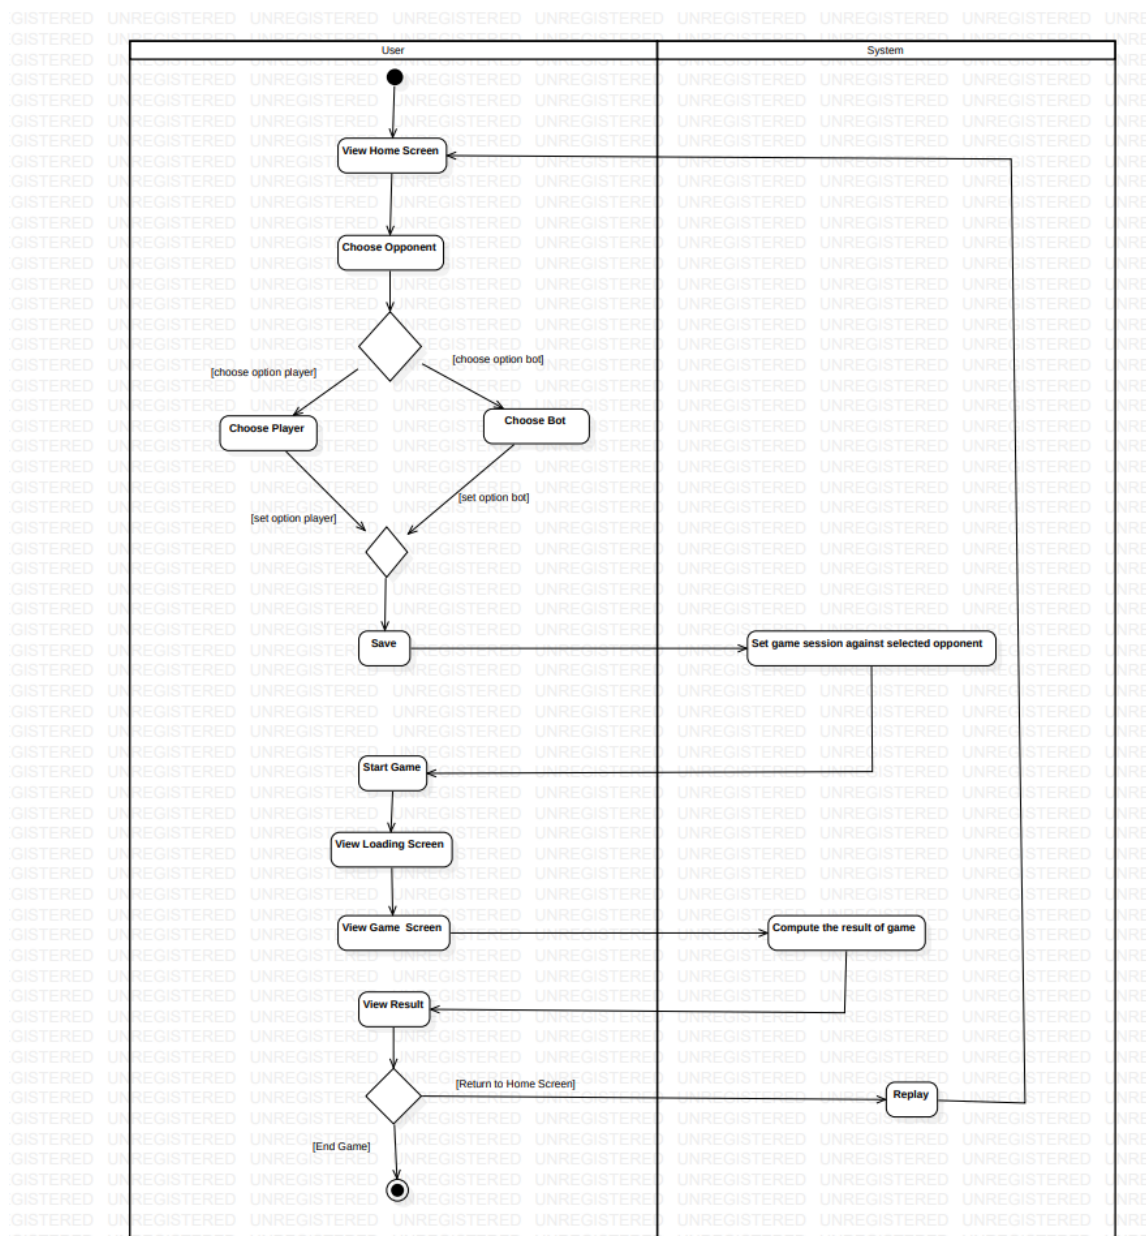 User
System
View Home Screen
Choose Opponent
[choose option bot]
[choose option player]
Choose Bot
Choose Player
[set option bot]
[set option player]
Save
Set game session against selected opponent
Start Game
View Loading Screen
View Game  Screen
Compute the result of game
View Result
[Return to Home Screen]
Replay
[End Game]
UNREGISTERED